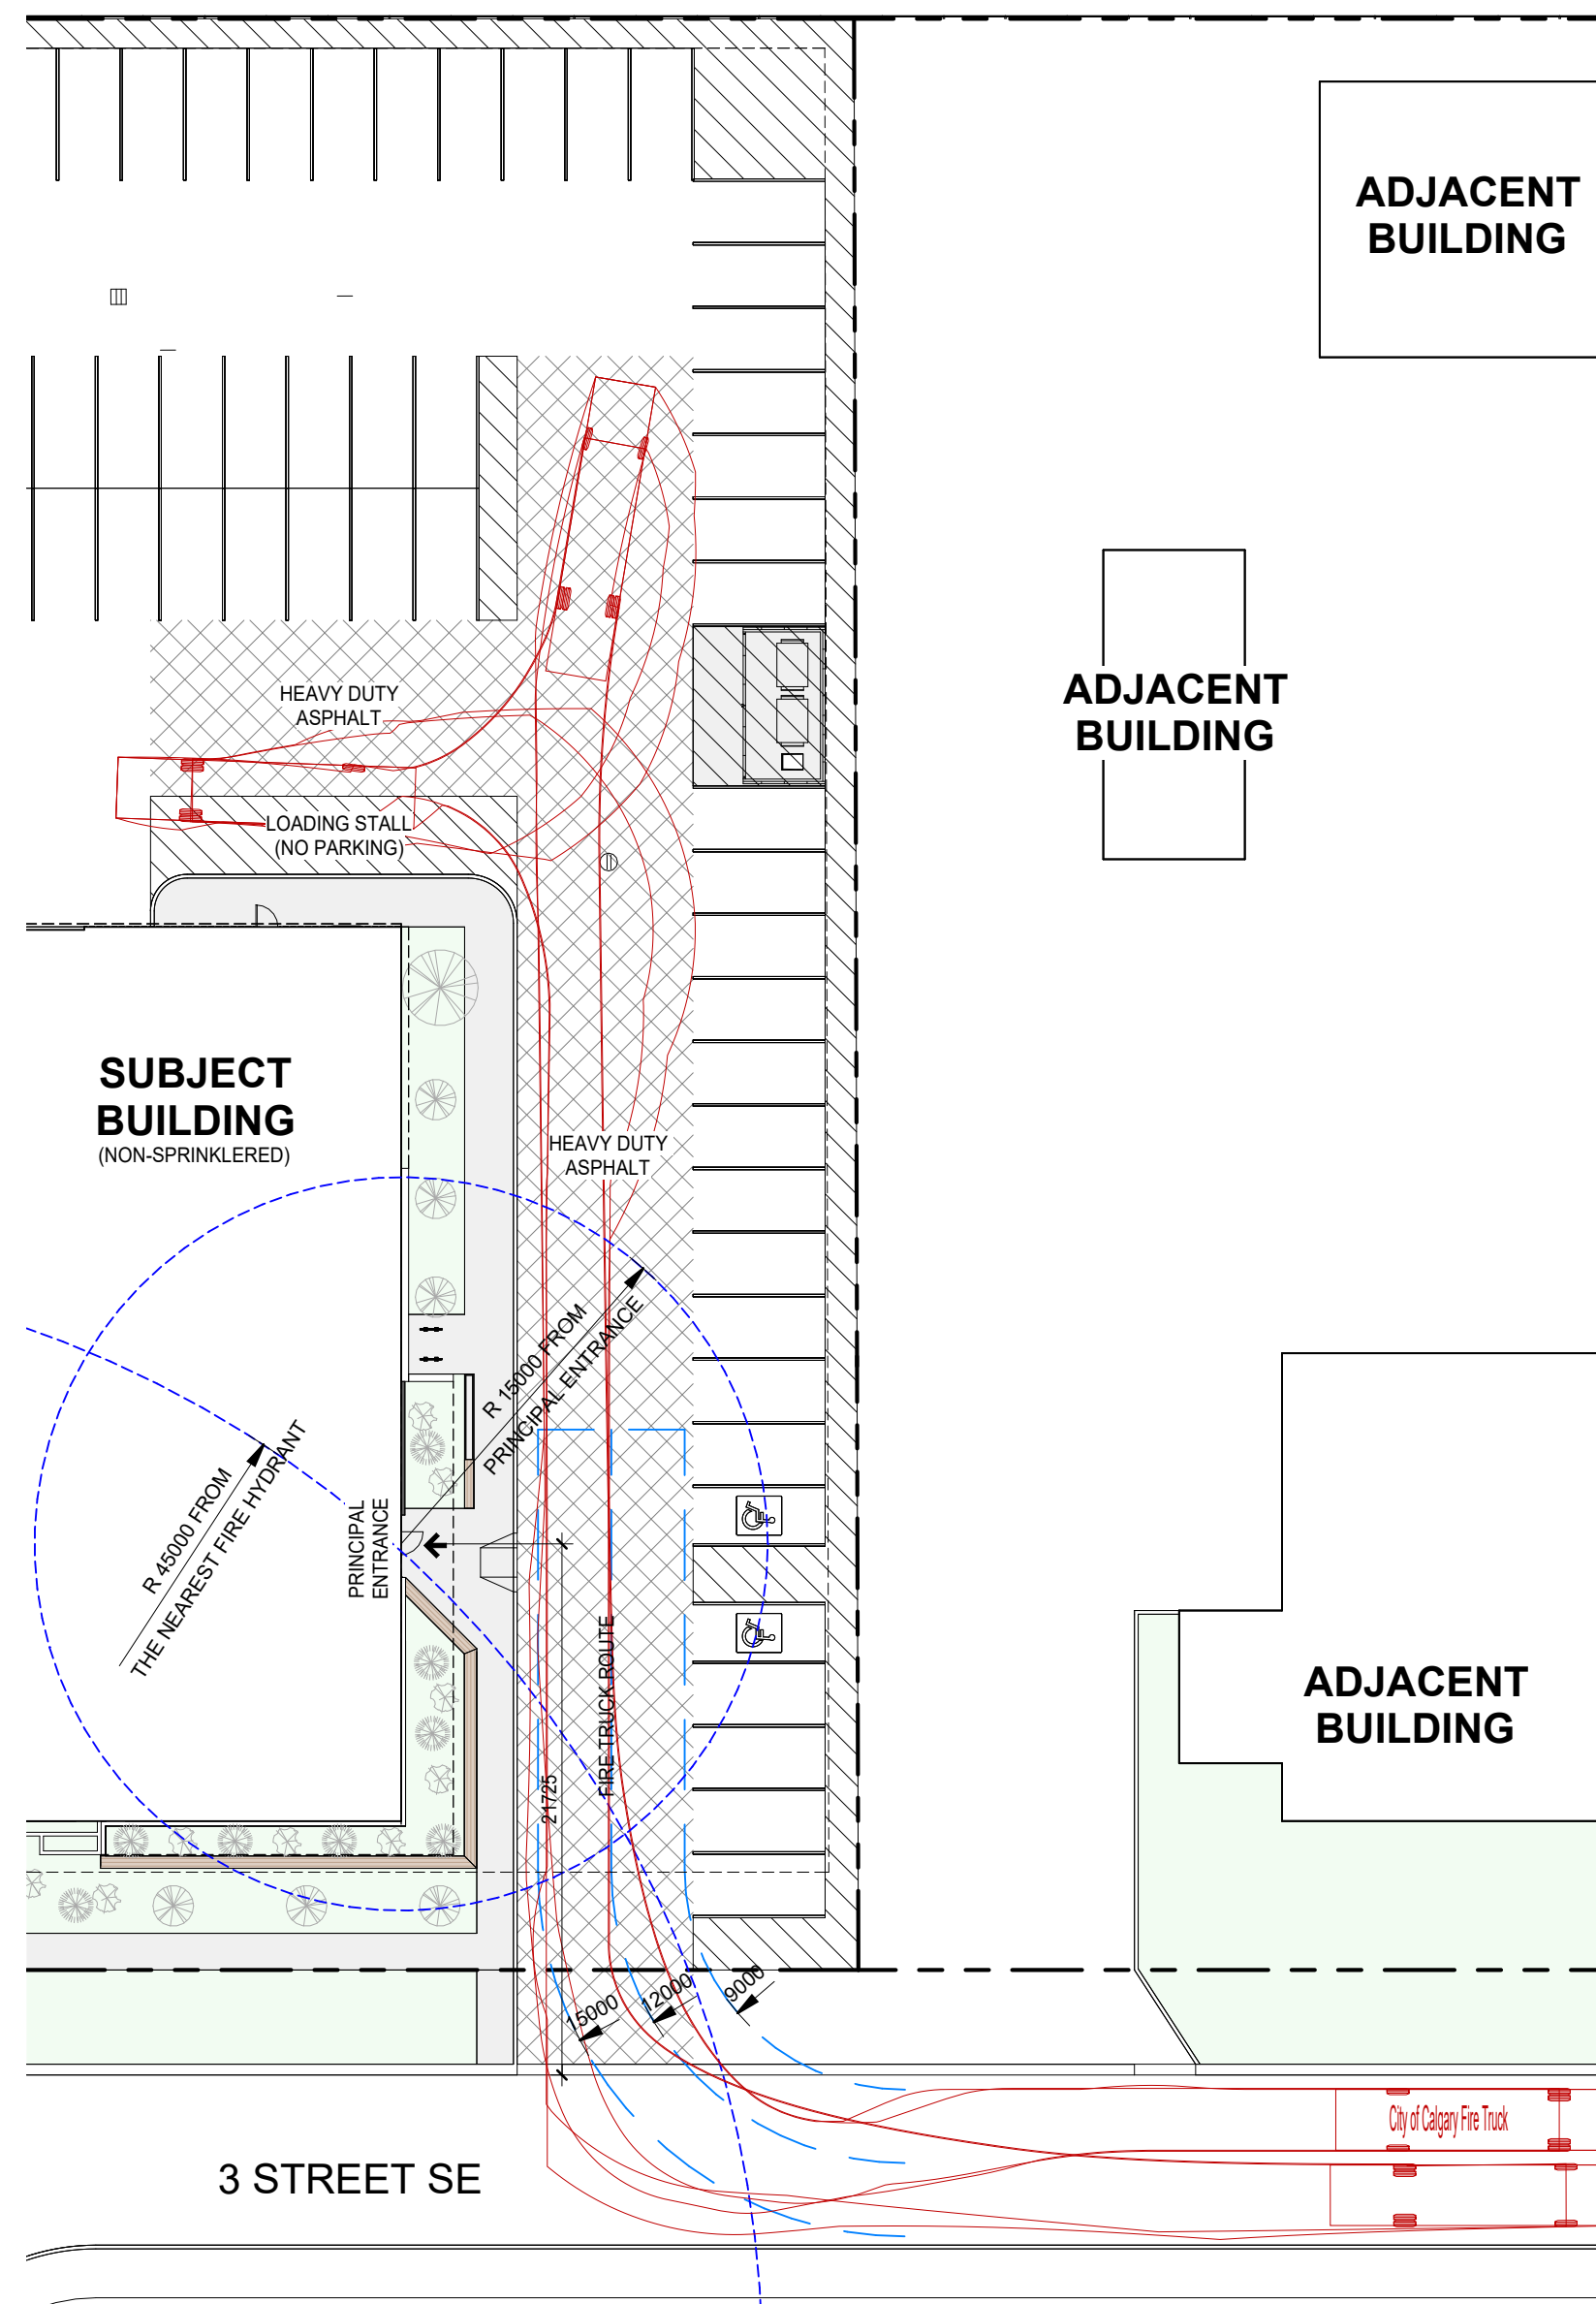 ADJACENT
BUILDING
ADJACENT
BUILDING
HEAVY DUTY
ASPHALT
LOADING STALL
(NO PARKING)
SUBJECT
BUILDING
(NON-SPRINKLERED)
HEAVY DUTY
ASPHALT
R 15000 FROM
PRINCIPAL ENTRANCE
R 45000 FROM
THE NEAREST FIRE HYDRANT
PRINCIPAL
ENTRANCE
FIRE TRUCK ROUTE
21725
ADJACENT
BUILDING
15000
12000
9000
City of Calgary Fire Truck
3 STREET SE